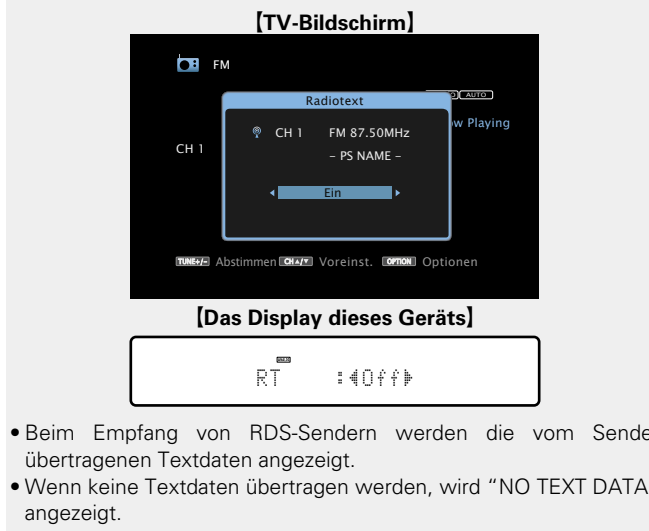 【TV-Bildschirm】
FM
AUTO
Radiotext
w Playing
CH 1 FM 87.50MHz
CH 1
– PS NAME –
Ein
TUNE+/– Abstimmen CH ▲/▼ Voreinst. OPTION Optionen
【Das Display dieses Geräts】
RT :◀Off▶
• Beim Empfang von RDS-Sendern werden die vom Sende
übertragenen Textdaten angezeigt.
• Wenn keine Textdaten übertragen werden, wird “NO TEXT DATA
angezeigt.